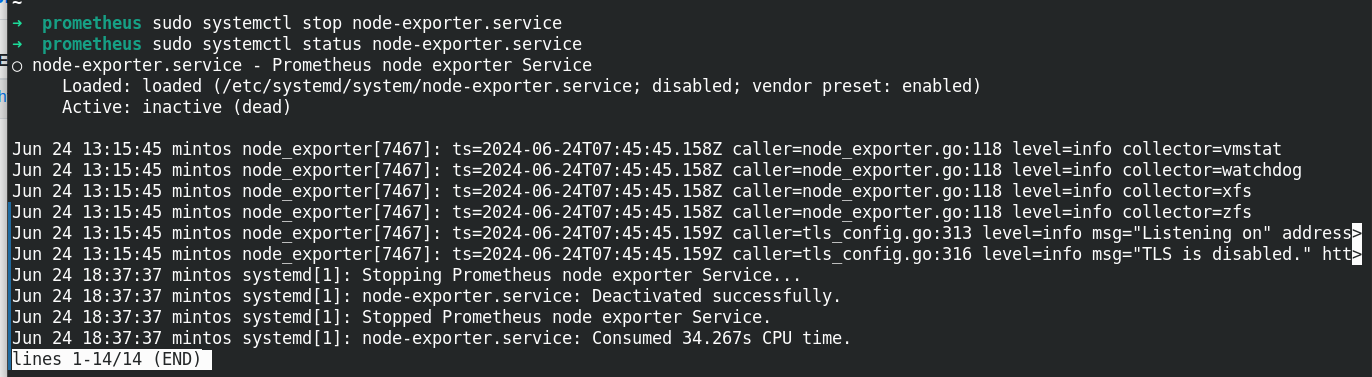 ~
➜  prometheus sudo systemctl stop node-exporter.service
➜  prometheus sudo systemctl status node-exporter.service
○ node-exporter.service - Prometheus node exporter Service
     Loaded: loaded (/etc/systemd/system/node-exporter.service; disabled; vendor preset: enabled)
     Active: inactive (dead)

Jun 24 13:15:45 mintos node_exporter[7467]: ts=2024-06-24T07:45:45.158Z caller=node_exporter.go:118 level=info collector=vmstat
Jun 24 13:15:45 mintos node_exporter[7467]: ts=2024-06-24T07:45:45.158Z caller=node_exporter.go:118 level=info collector=watchdog
Jun 24 13:15:45 mintos node_exporter[7467]: ts=2024-06-24T07:45:45.158Z caller=node_exporter.go:118 level=info collector=xfs
Jun 24 13:15:45 mintos node_exporter[7467]: ts=2024-06-24T07:45:45.158Z caller=node_exporter.go:118 level=info collector=zfs
Jun 24 13:15:45 mintos node_exporter[7467]: ts=2024-06-24T07:45:45.159Z caller=tls_config.go:313 level=info msg="Listening on" address>
Jun 24 13:15:45 mintos node_exporter[7467]: ts=2024-06-24T07:45:45.159Z caller=tls_config.go:316 level=info msg="TLS is disabled." htt>
Jun 24 18:37:37 mintos systemd[1]: Stopping Prometheus node exporter Service...
Jun 24 18:37:37 mintos systemd[1]: node-exporter.service: Deactivated successfully.
Jun 24 18:37:37 mintos systemd[1]: Stopped Prometheus node exporter Service.
Jun 24 18:37:37 mintos systemd[1]: node-exporter.service: Consumed 34.267s CPU time.
lines 1-14/14 (END)